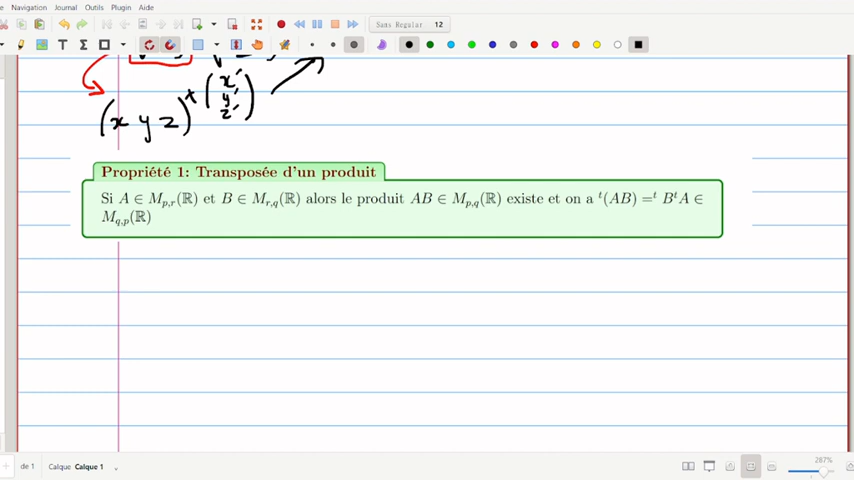 Navigation Journal Outils Plugin Aide
Sans Regular 12
x'
y'
z'
(x y z)
Propriété 1: Transposée d'un produit
Si A ∈ M_{p,r}(ℝ) et B ∈ M_{r,q}(ℝ) alors le produit AB ∈ M_{p,q}(ℝ) existe et on a ᵗ(AB) =ᵗ BᵗA ∈
M_{q,p}(ℝ)
de 1 Calque Calque 1 287%